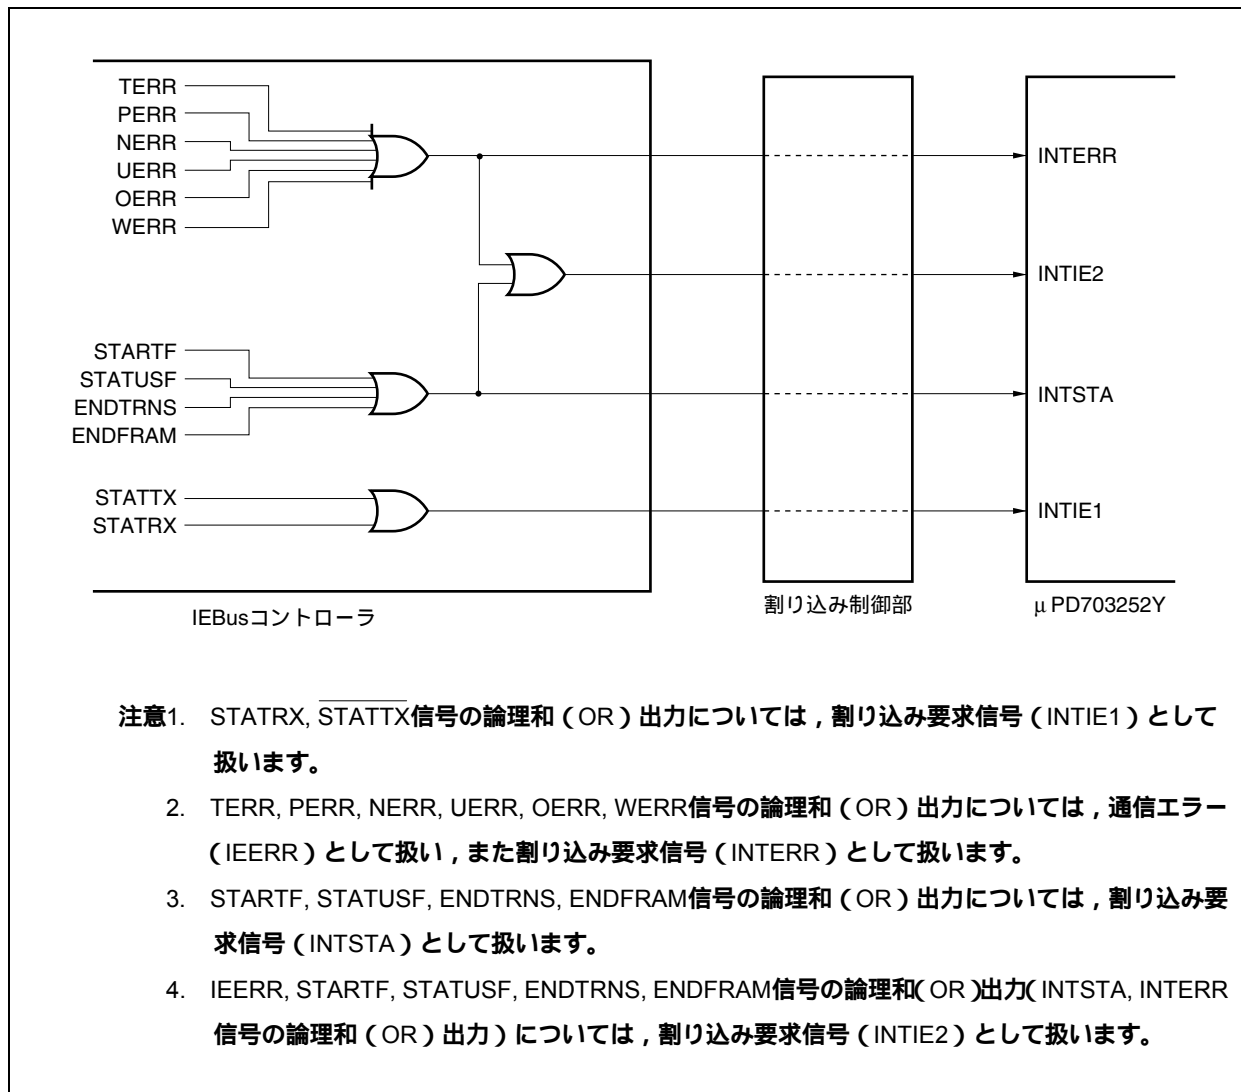 TERR
PERR
NERR
UERR
OERR
WERR
INTERR
INTIE2
STARTF
STATUSF
ENDTRNS
ENDFRAM
INTSTA
STATTX
STATRX
INTIE1
IEBusコントローラ
割り込み制御部
μPD703252Y
注意1. STATRX, STATTX信号の論理和（OR）出力については，割り込み要求信号（INTIE1）として
扱います。
2. TERR, PERR, NERR, UERR, OERR, WERR信号の論理和（OR）出力については，通信エラー
（IEERR）として扱い，また割り込み要求信号（INTERR）として扱います。
3. STARTF, STATUSF, ENDTRNS, ENDFRAM信号の論理和（OR）出力については，割り込み要
求信号（INTSTA）として扱います。
4. IEERR, STARTF, STATUSF, ENDTRNS, ENDFRAM信号の論理和（OR）出力（INTSTA, INTERR
信号の論理和（OR）出力）については，割り込み要求信号（INTIE2）として扱います。